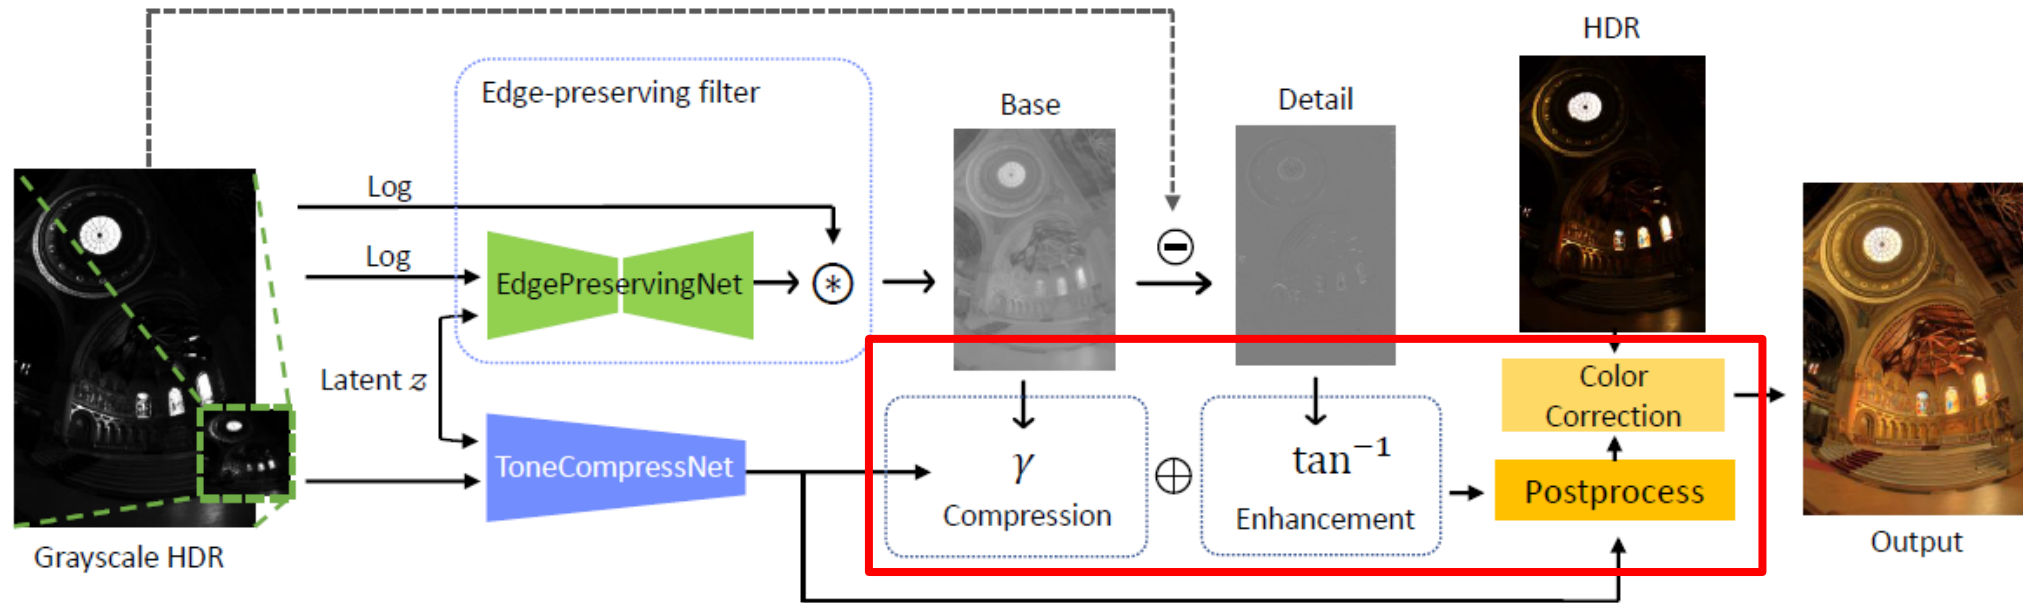 HDR
Edge-preserving filter
Base
Detail
Log
Log
EdgePreservingNet
Latent z
Color
Correction
ToneCompressNet
γ
Compression
tan⁻¹
Enhancement
Postprocess
Grayscale HDR
Output